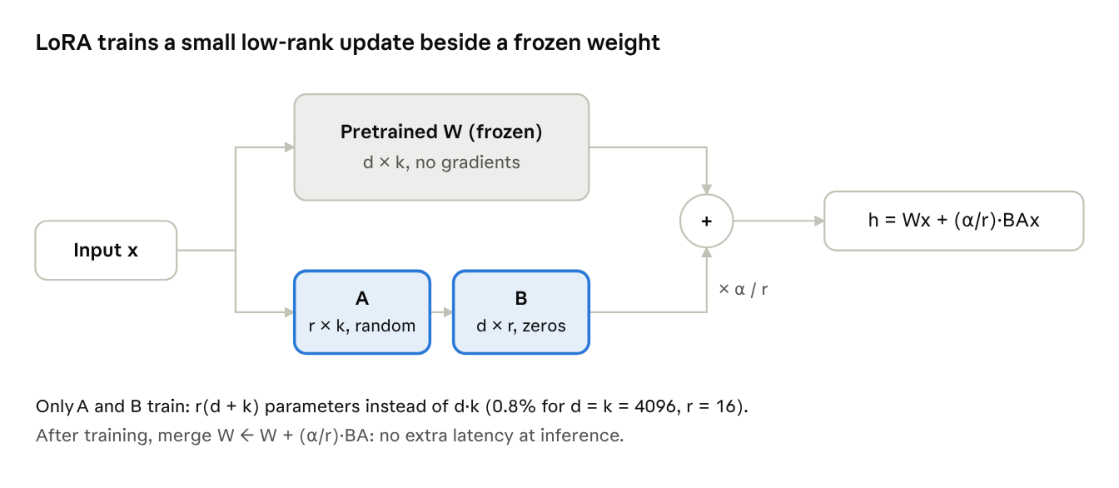 LoRA trains a small low-rank update beside a frozen weight
Pretrained W (frozen)
d × k, no gradients
Input x
+
h = Wx + (α/r)·BAx
A
r × k, random
B
d × r, zeros
× α / r
Only A and B train: r(d + k) parameters instead of d·k (0.8% for d = k = 4096, r = 16).
After training, merge W ← W + (α/r)·BA: no extra latency at inference.